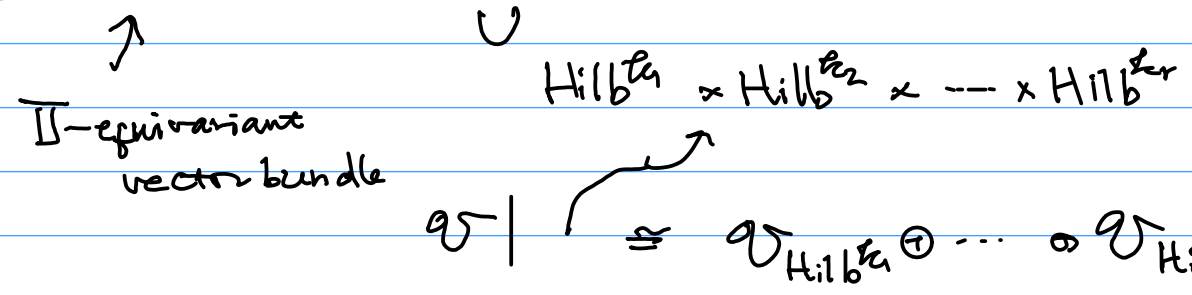 ∪
Hilb^{k_1} × Hilb^{k_2} × ---- × Hilb^{k_r}
𝕋-equivariant
vector bundle
𝒱| ≅ 𝒱_{Hilb^{k_1}} ⊕ ··· ⊕ 𝒱_{Hi